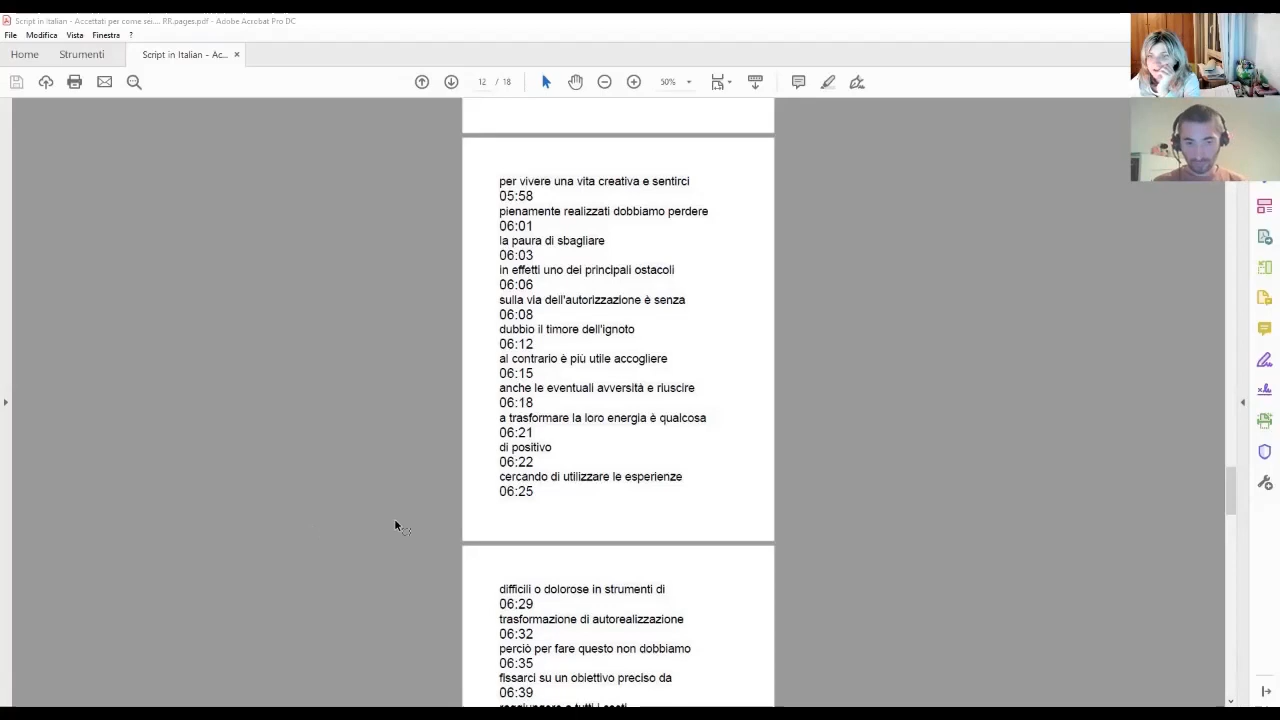 Script in Italian - Accettati per come sei.... RR.pages.pdf - Adobe Acrobat Pro DC
File Modifica Vista Finestra ?
Home Strumenti Script in Italian - Ac... ×
12 / 18 50%
per vivere una vita creativa e sentirci
05:58
pienamente realizzati dobbiamo perdere
06:01
la paura di sbagliare
06:03
in effetti uno dei principali ostacoli
06:06
sulla via dell'autorizzazione è senza
06:08
dubbio il timore dell'ignoto
06:12
al contrario è più utile accogliere
06:15
anche le eventuali avversità e riuscire
06:18
a trasformare la loro energia è qualcosa
06:21
di positivo
06:22
cercando di utilizzare le esperienze
06:25
difficili o dolorose in strumenti di
06:29
trasformazione di autorealizzazione
06:32
perciò per fare questo non dobbiamo
06:35
fissarci su un obiettivo preciso da
06:39
raggiungere a tutti i costi